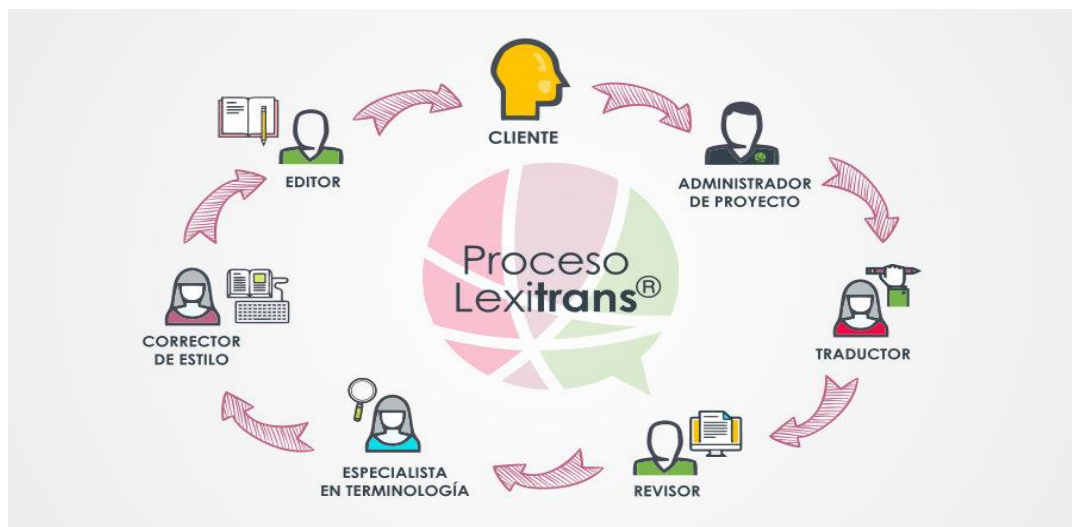 CLIENTE
ADMINISTRADOR
DE PROYECTO
TRADUCTOR
REVISOR
ESPECIALISTA
EN TERMINOLOGÍA
CORRECTOR
DE ESTILO
EDITOR
Proceso
Lexitrans®